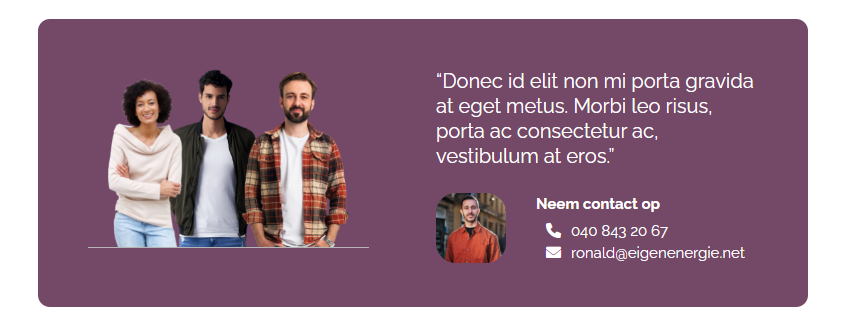 “Donec id elit non mi porta gravida
at eget metus. Morbi leo risus,
porta ac consectetur ac,
vestibulum at eros.”
Neem contact op
040 843 20 67
ronald@eigenenergie.net